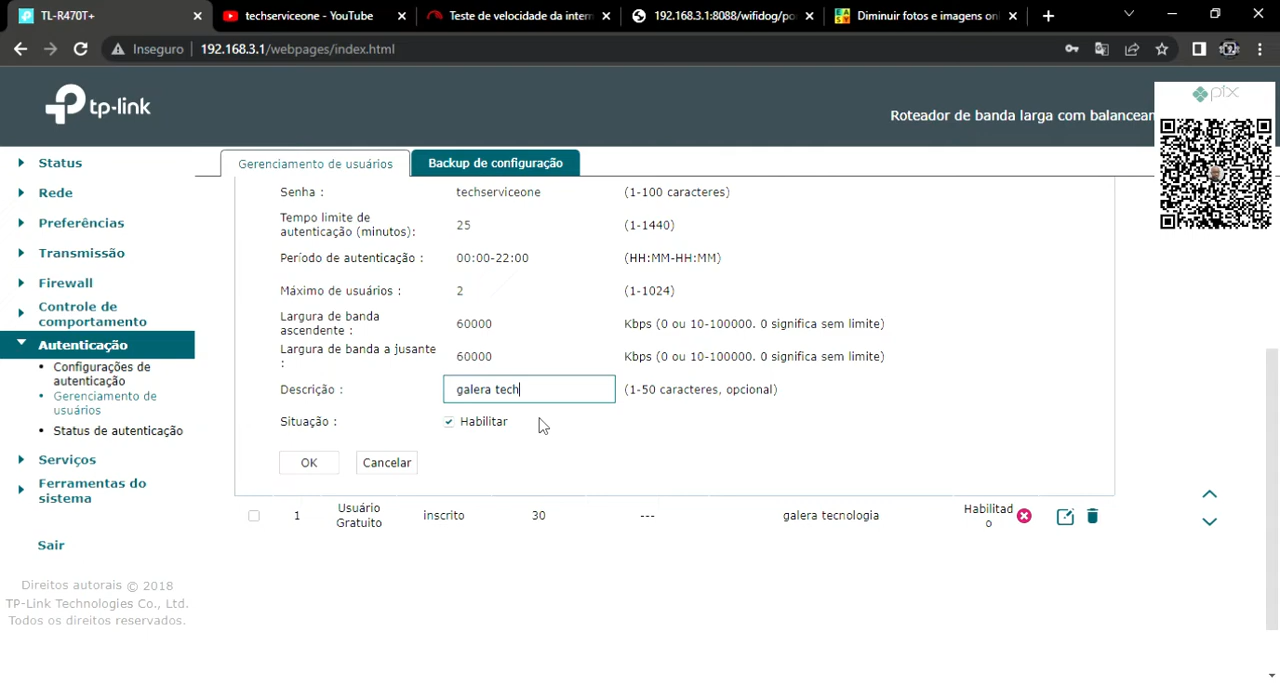 TL-R470T+
techserviceone - YouTube
Teste de velocidade da intern
192.168.3.1:8088/wifidog/po
Diminuir fotos e imagens onl
Inseguro
192.168.3.1/webpages/index.html
tp-link
Roteador de banda larga com balancean
pix
Status
Rede
Preferências
Transmissão
Firewall
Controle de
comportamento
Autenticação
Configurações de
autenticação
Gerenciamento de
usuários
Status de autenticação
Serviços
Ferramentas do
sistema
Sair
Direitos autorais © 2018
TP-Link Technologies Co., Ltd.
Todos os direitos reservados.
Gerenciamento de usuários
Backup de configuração
Senha : techserviceone (1-100 caracteres)
Tempo limite de
autenticação (minutos): 25 (1-1440)
Período de autenticação : 00:00-22:00 (HH:MM-HH:MM)
Máximo de usuários : 2 (1-1024)
Largura de banda
ascendente : 60000 Kbps (0 ou 10-100000. 0 significa sem limite)
Largura de banda a jusante
: 60000 Kbps (0 ou 10-100000. 0 significa sem limite)
Descrição : galera tech (1-50 caracteres, opcional)
Situação : Habilitar
OK Cancelar
1 Usuário
Gratuito inscrito 30 --- galera tecnologia Habilitad
o